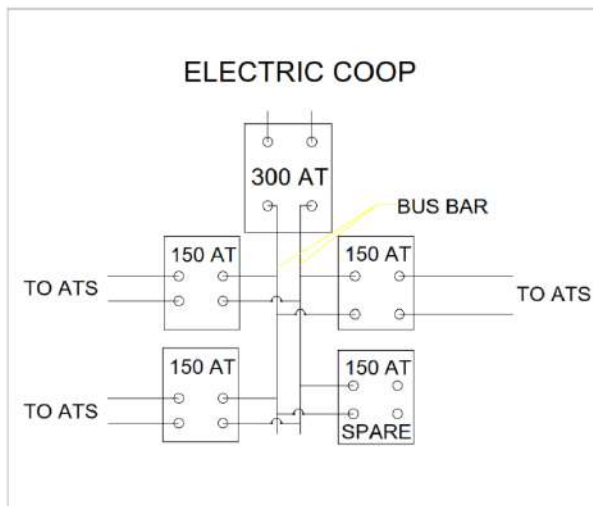 ELECTRIC COOP
300 AT
BUS BAR
150 AT
150 AT
TO ATS
TO ATS
150 AT
150 AT
TO ATS
SPARE